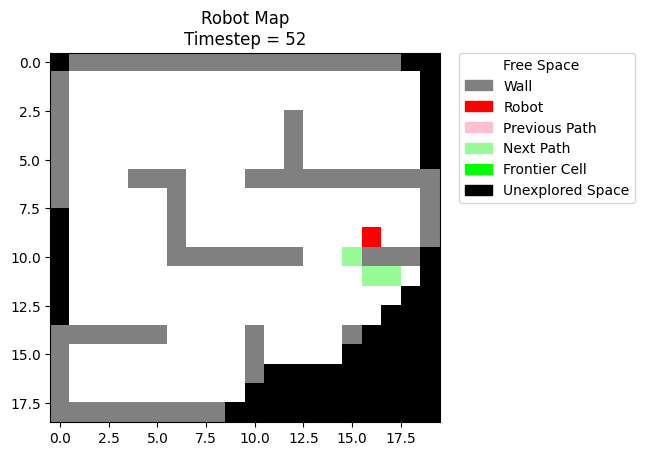 Robot Map
Timestep = 52
0.0
2.5
5.0
7.5
10.0
12.5
15.0
17.5
0.0
2.5
5.0
7.5
10.0
12.5
15.0
17.5
Free Space
Wall
Robot
Previous Path
Next Path
Frontier Cell
Unexplored Space